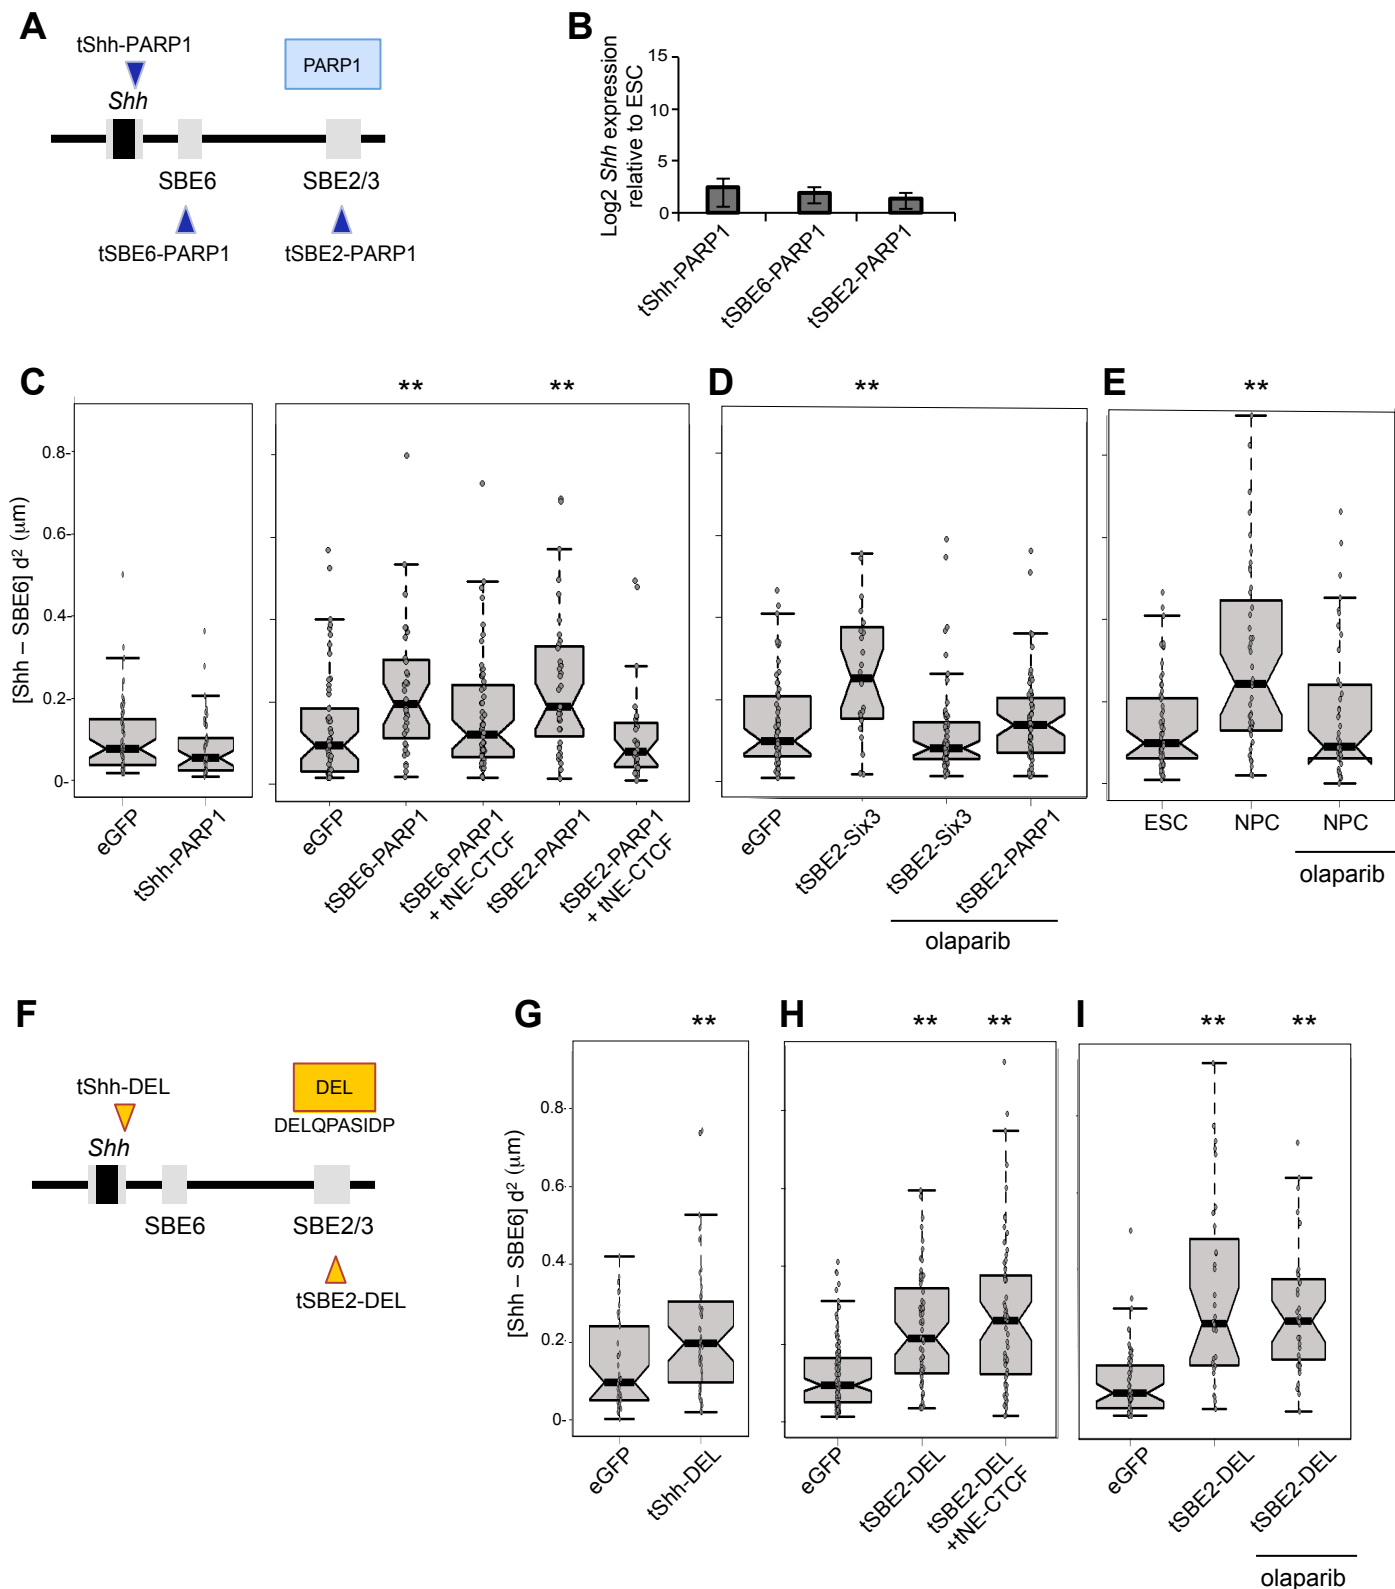 A
tShh-PARP1
PARP1
Shh
SBE6
SBE2/3
tSBE6-PARP1
tSBE2-PARP1
B
Log2 Shh expression
relative to ESC
15
10
5
0
tShh-PARP1
tSBE6-PARP1
tSBE2-PARP1
C
** **
[Shh – SBE6] d² (μm)
0.8-
0.6-
0.4-
0.2-
0-
eGFP
tShh-PARP1
eGFP
tSBE6-PARP1
tSBE6-PARP1
+ tNE-CTCF
tSBE2-PARP1
tSBE2-PARP1
+ tNE-CTCF
D
**
eGFP
tSBE2-Six3
tSBE2-Six3
tSBE2-PARP1
olaparib
E
**
ESC
NPC
NPC
olaparib
F
tShh-DEL
DEL
DELQPASIDP
Shh
SBE6
SBE2/3
tSBE2-DEL
G
**
[Shh – SBE6] d² (μm)
0.8-
0.6-
0.4-
0.2-
0-
eGFP
tShh-DEL
H
** **
eGFP
tSBE2-DEL
tSBE2-DEL
+tNE-CTCF
I
** **
eGFP
tSBE2-DEL
tSBE2-DEL
olaparib